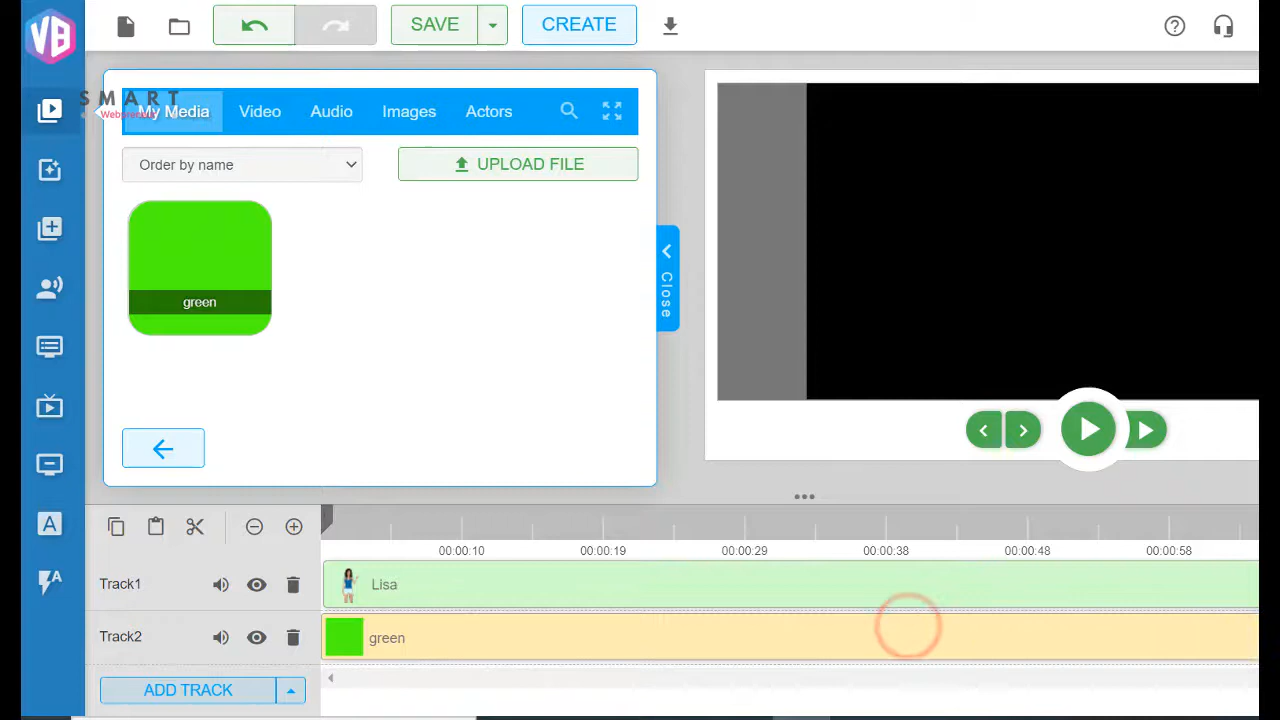 VB
SAVE
CREATE
SMART
Webpreneur
My Media
Video
Audio
Images
Actors
Order by name
UPLOAD FILE
green
Close
00:00:10
00:00:19
00:00:29
00:00:38
00:00:48
00:00:58
Track1
Lisa
Track2
green
ADD TRACK
A
A